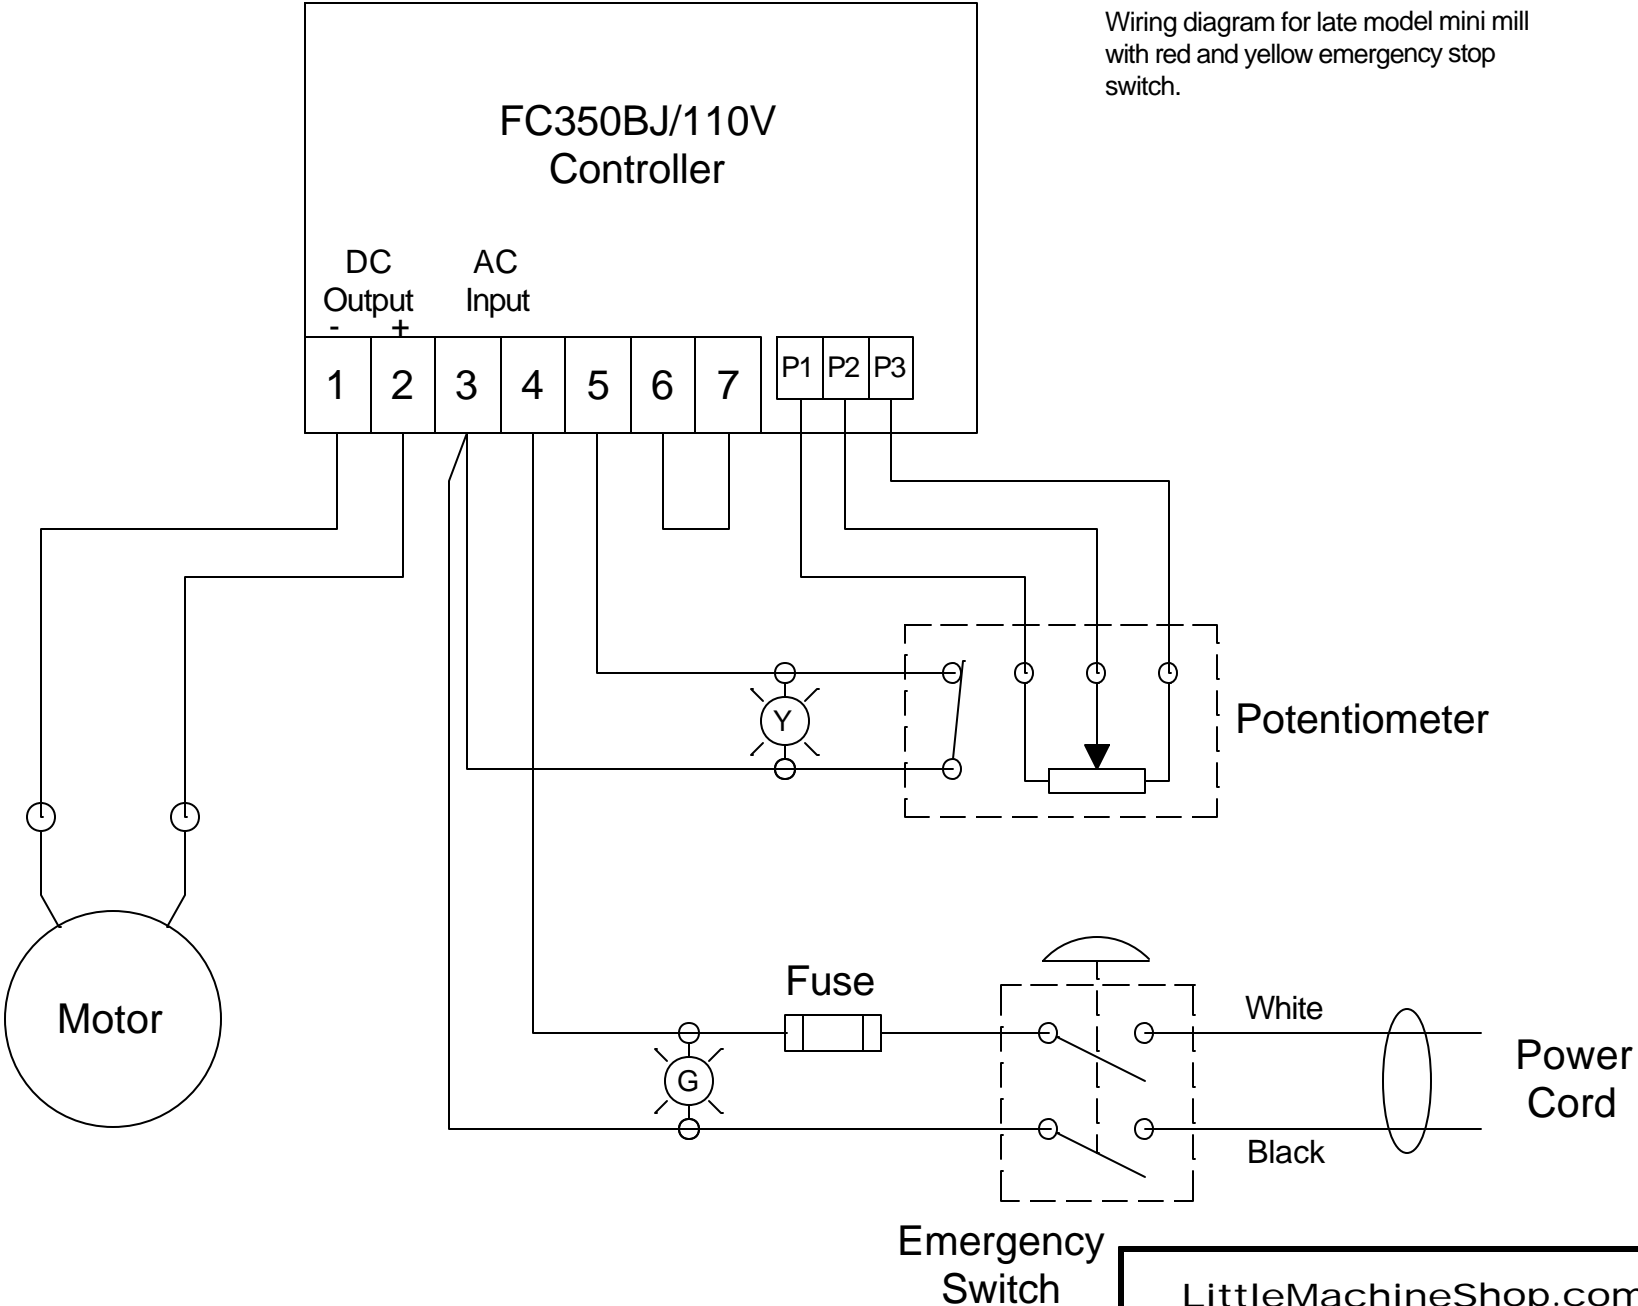 Wiring diagram for late model mini mill
with red and yellow emergency stop
switch.
FC350BJ/110V
Controller
DC
Output
- +
AC
Input
1 2 3 4 5 6 7
P1 P2 P3
Y
Potentiometer
Motor
Fuse
G
White
Black
Power
Cord
Emergency
Switch
LittleMachineShop.com